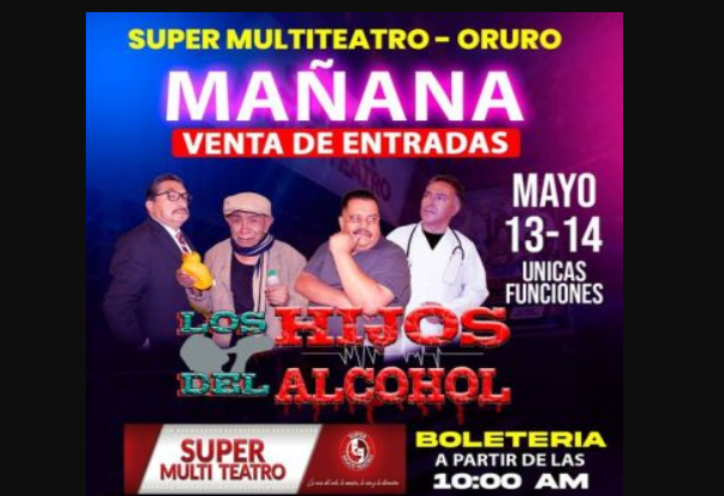 SUPER MULTITEATRO - ORURO
MAÑANA
VENTA DE ENTRADAS
MAYO
13-14
UNICAS
FUNCIONES
LOS HIJOS
DEL ALCOHOL
SUPER
MULTI TEATRO
BOLETERIA
A PARTIR DE LAS
10:00 AM